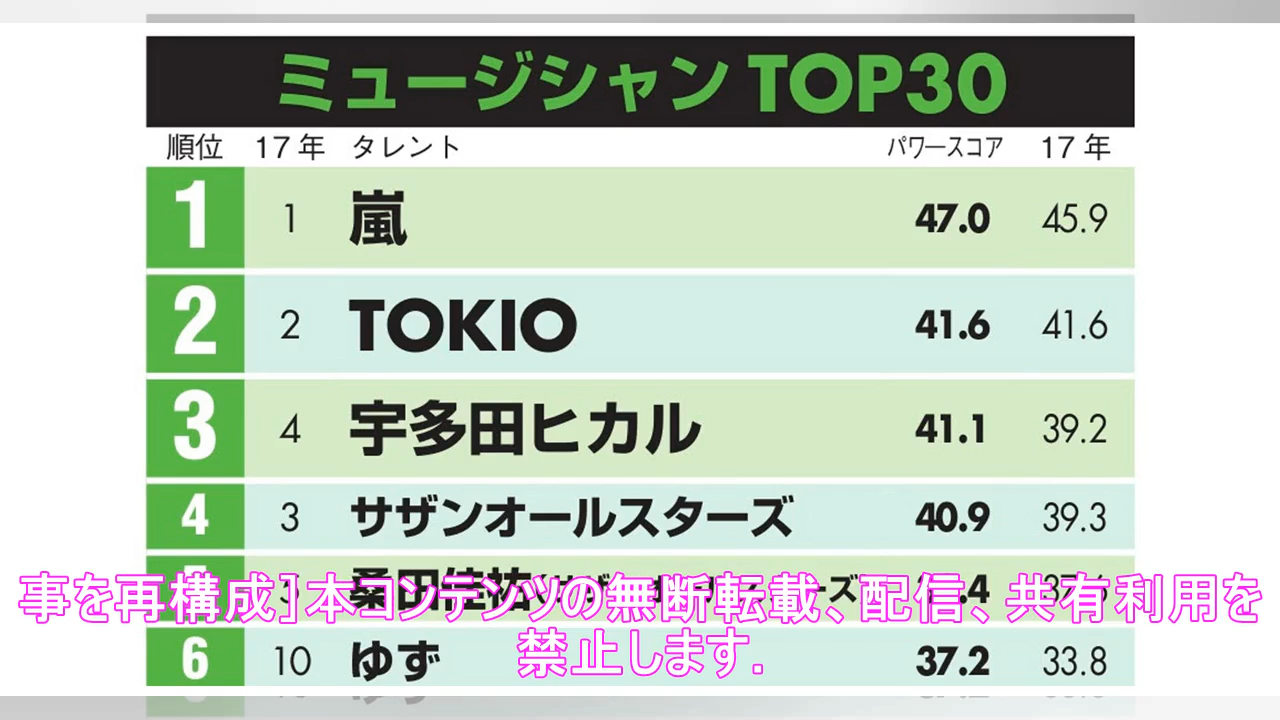 ミュージシャン TOP30
順位 17年 タレント パワースコア 17年
1 1 嵐 47.0 45.9
2 2 TOKIO 41.6 41.6
3 4 宇多田ヒカル 41.1 39.2
4 3 サザンオールスターズ 40.9 39.3
桑田佳祐
事を再構成]本コンテンツの無断転載、配信、共有利用を
禁止します.
6 10 ゆず 37.2 33.8